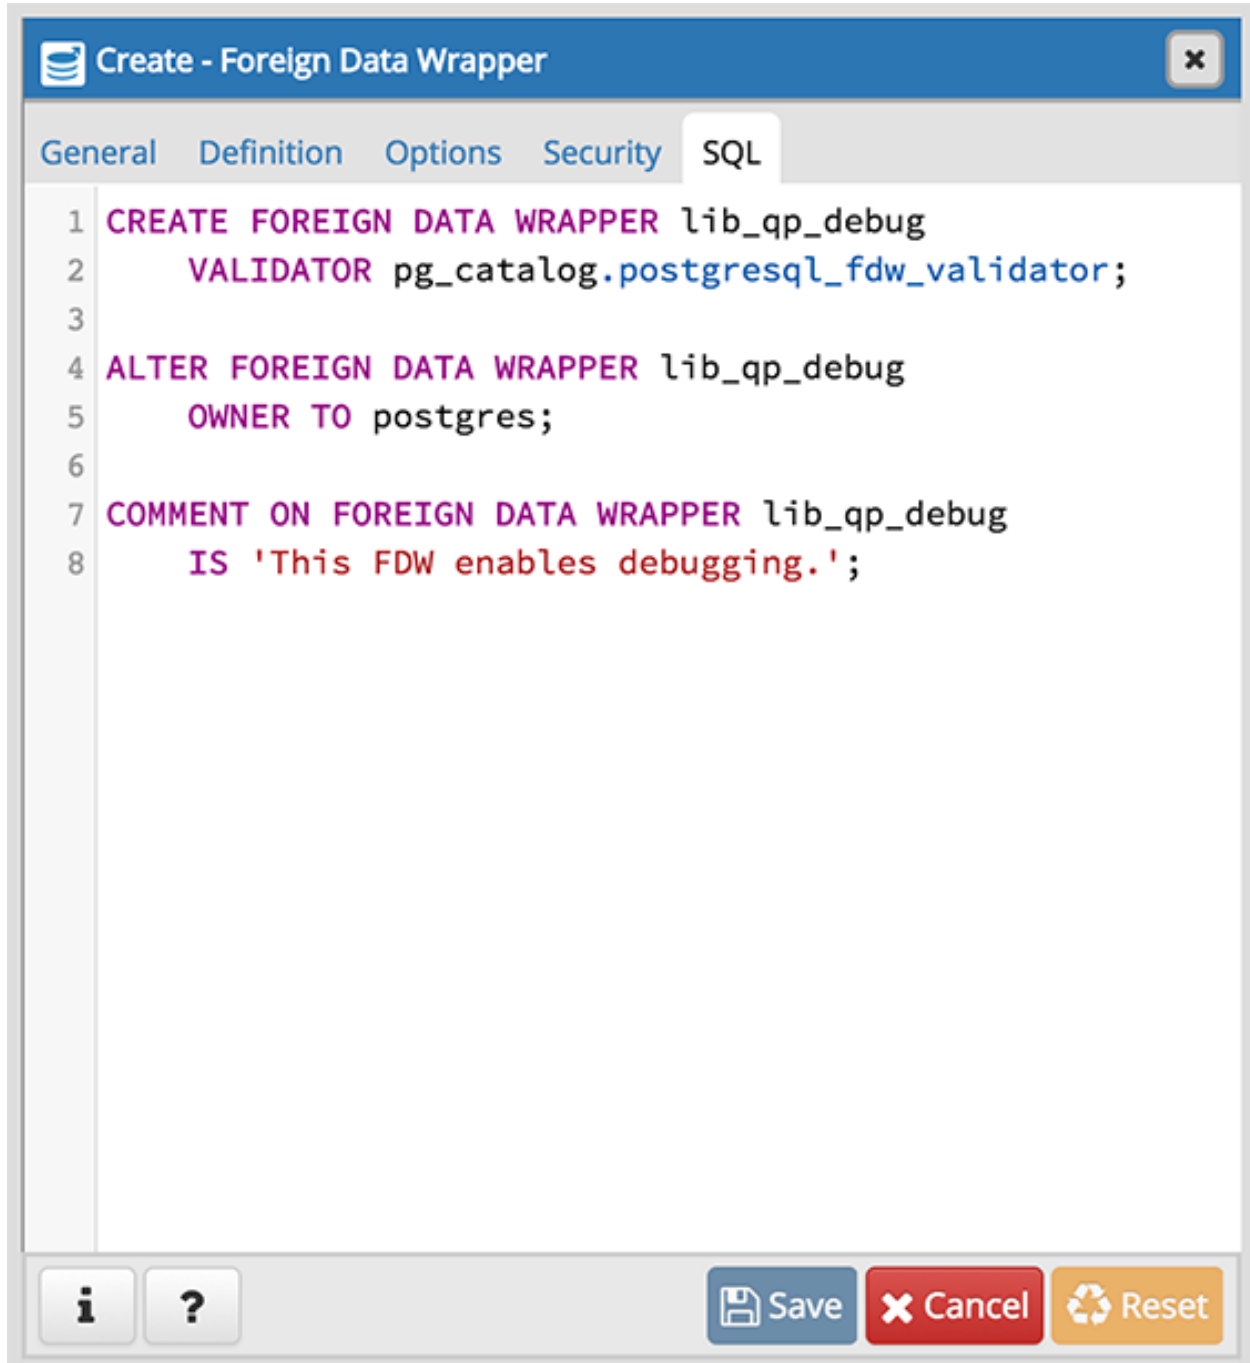 Create - Foreign Data Wrapper
General Definition Options Security SQL
1 CREATE FOREIGN DATA WRAPPER lib_qp_debug
2 VALIDATOR pg_catalog.postgresql_fdw_validator;
3
4 ALTER FOREIGN DATA WRAPPER lib_qp_debug
5 OWNER TO postgres;
6
7 COMMENT ON FOREIGN DATA WRAPPER lib_qp_debug
8 IS 'This FDW enables debugging.';
i ? Save Cancel Reset